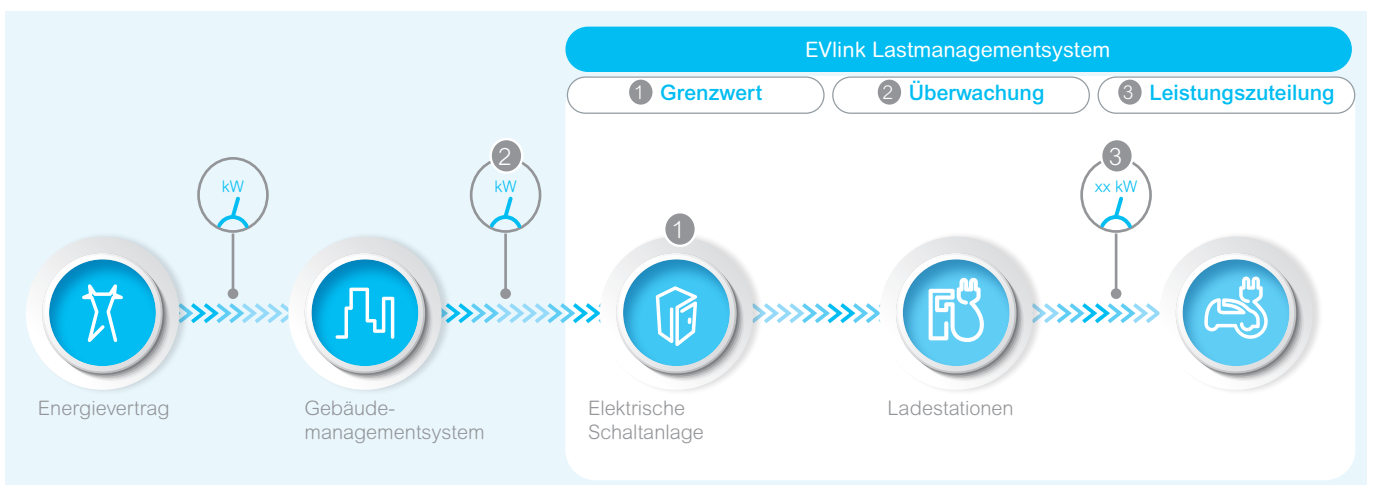 EVlink Lastmanagementsystem
1 Grenzwert
2 Überwachung
3 Leistungszuteilung
kW
2
kW
3
xx kW
1
Energievertrag
Gebäude-
managementsystem
Elektrische
Schaltanlage
Ladestationen